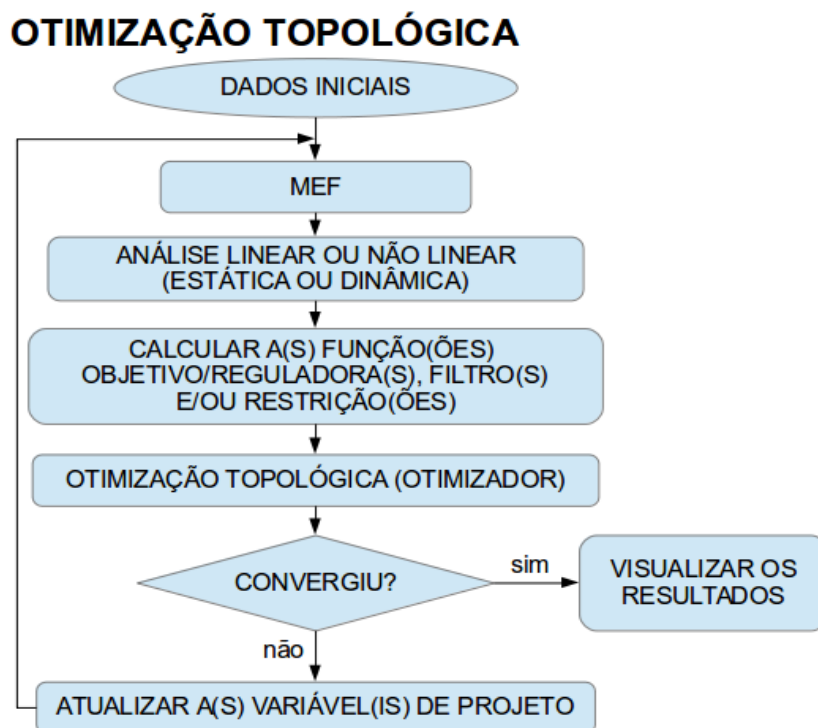 OTIMIZAÇÃO TOPOLÓGICA
DADOS INICIAIS
MEF
ANÁLISE LINEAR OU NÃO LINEAR
(ESTÁTICA OU DINÂMICA)
CALCULAR A(S) FUNÇÃO(ÕES)
OBJETIVO/REGULADORA(S), FILTRO(S)
E/OU RESTRIÇÃO(ÕES)
OTIMIZAÇÃO TOPOLÓGICA (OTIMIZADOR)
CONVERGIU?
sim
VISUALIZAR OS
RESULTADOS
não
ATUALIZAR A(S) VARIÁVEL(IS) DE PROJETO